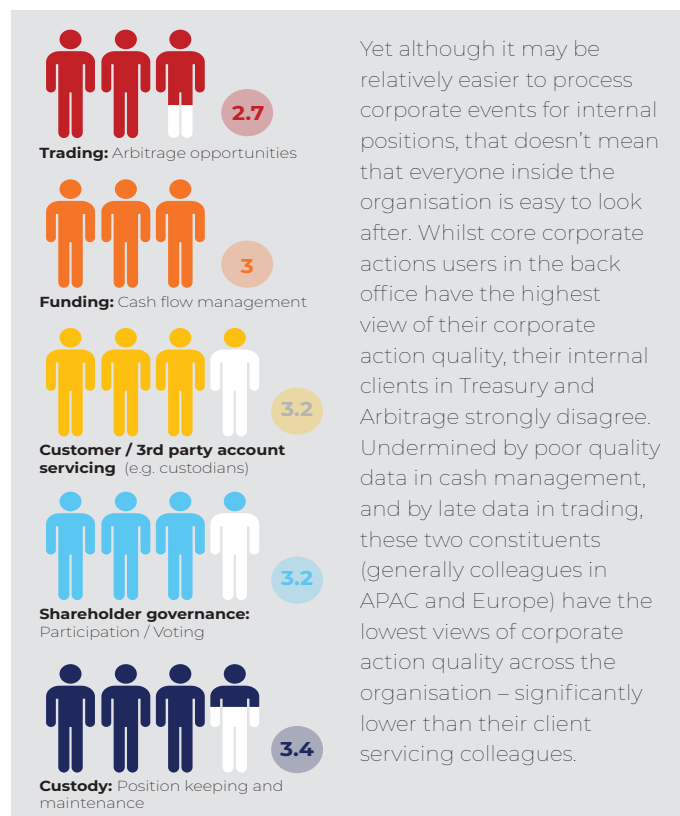 2.7
Trading: Arbitrage opportunities
3
Funding: Cash flow management
3.2
Customer / 3rd party account
servicing (e.g. custodians)
3.2
Shareholder governance:
Participation / Voting
3.4
Custody: Position keeping and
maintenance
Yet although it may be
relatively easier to process
corporate events for internal
positions, that doesn’t mean
that everyone inside the
organisation is easy to look
after. Whilst core corporate
actions users in the back
office have the highest
view of their corporate
action quality, their internal
clients in Treasury and
Arbitrage strongly disagree.
Undermined by poor quality
data in cash management,
and by late data in trading,
these two constituents
(generally colleagues in
APAC and Europe) have the
lowest views of corporate
action quality across the
organisation – significantly
lower than their client
servicing colleagues.